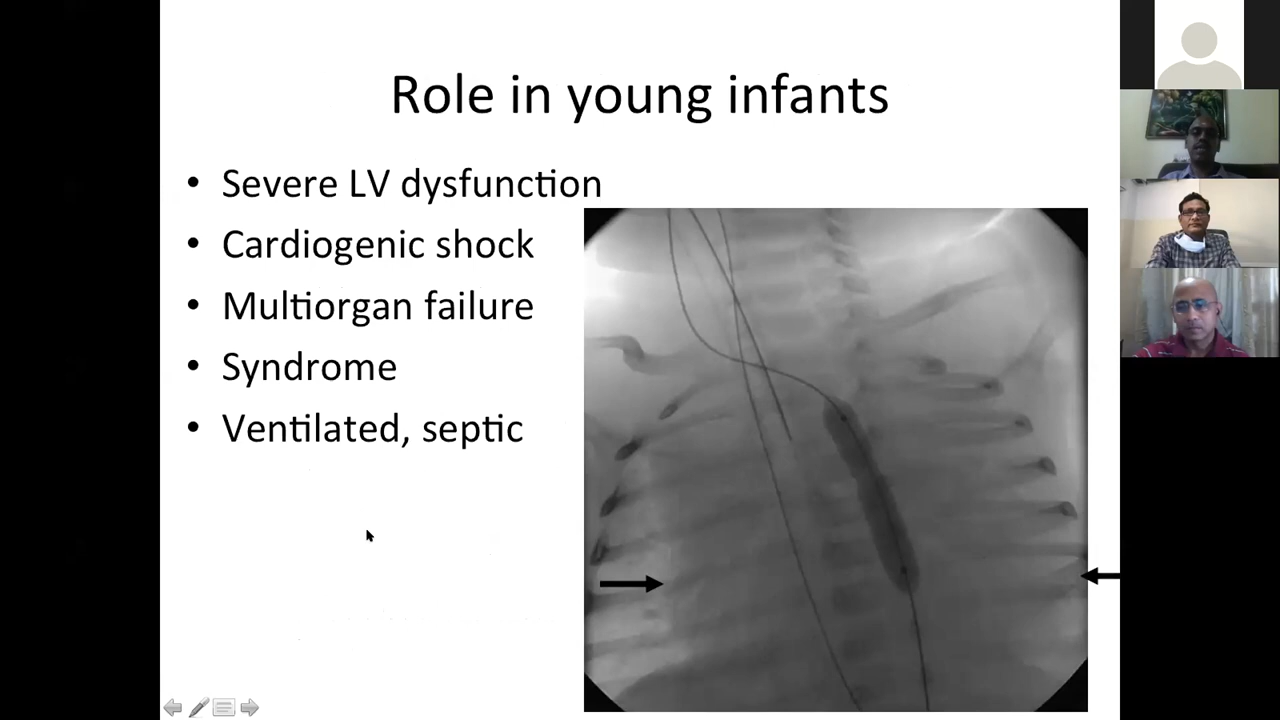 Role in young infants
• Severe LV dysfunction
• Cardiogenic shock
• Multiorgan failure
• Syndrome
• Ventilated, septic